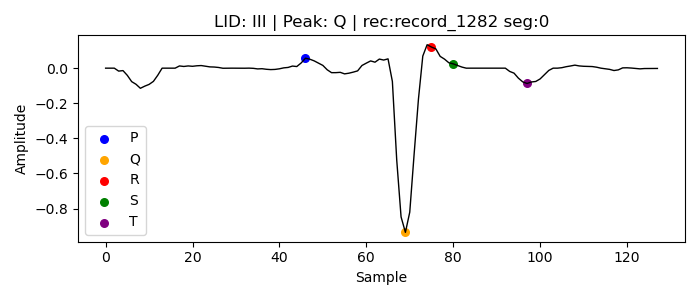 LID: III | Peak: Q | rec:record_1282 seg:0
Amplitude
0.0
−0.2
−0.4
−0.6
−0.8
P
Q
R
S
T
0 20 40 60 80 100 120
Sample